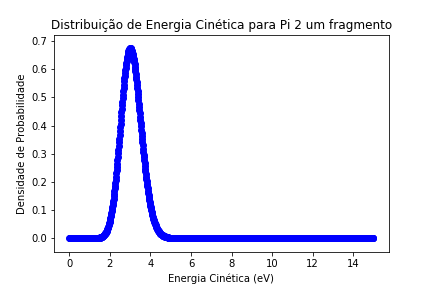 Distribuição de Energia Cinética para Pi 2 um fragmento
Densidade de Probabilidade
0.7
0.6
0.5
0.4
0.3
0.2
0.1
0.0
0 2 4 6 8 10 12 14
Energia Cinética (eV)